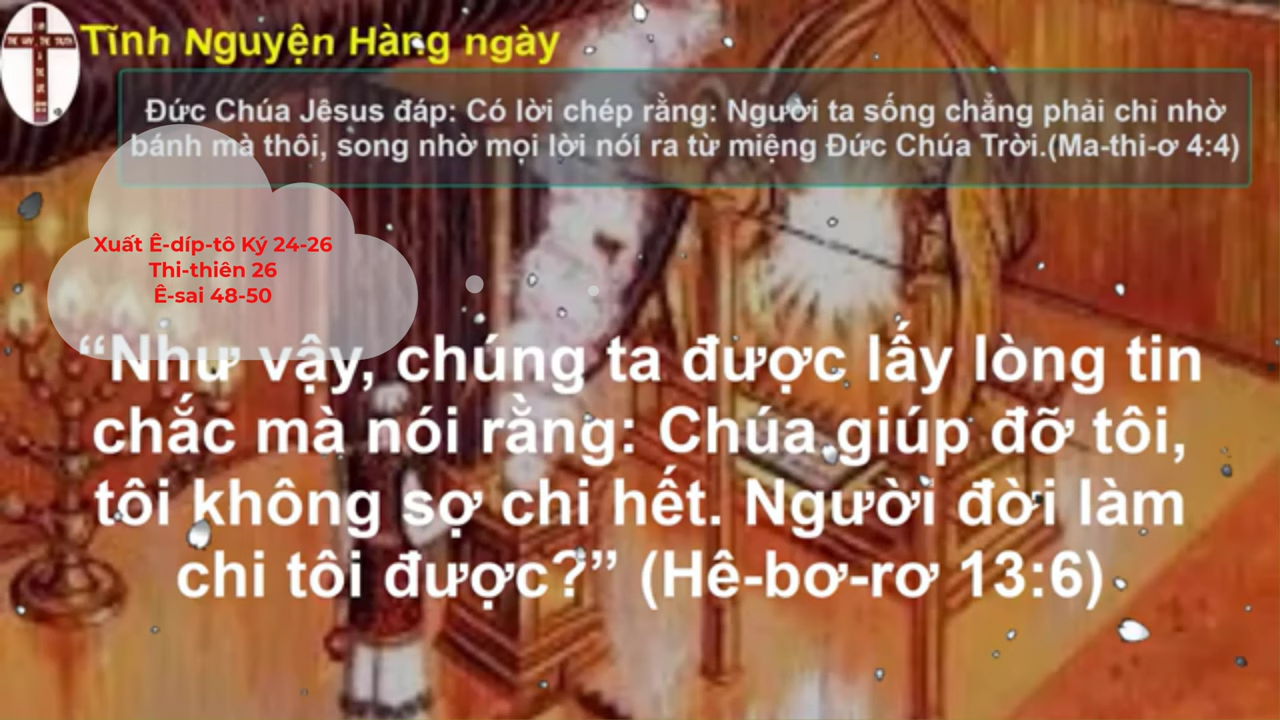 Tĩnh Nguyện Hàng ngày
Đức Chúa Jêsus đáp: Có lời chép rằng: Người ta sống chẳng phải chỉ nhờ
bánh mà thôi, song nhờ mọi lời nói ra từ miệng Đức Chúa Trời.(Ma-thi-ơ 4:4)
Xuất Ê-díp-tô Ký 24-26
Thi-thiên 26
Ê-sai 48-50
“Như vậy, chúng ta được lấy lòng tin
chắc mà nói rằng: Chúa giúp đỡ tôi,
tôi không sợ chi hết. Người đời làm
chi tôi được?” (Hê-bơ-rơ 13:6)